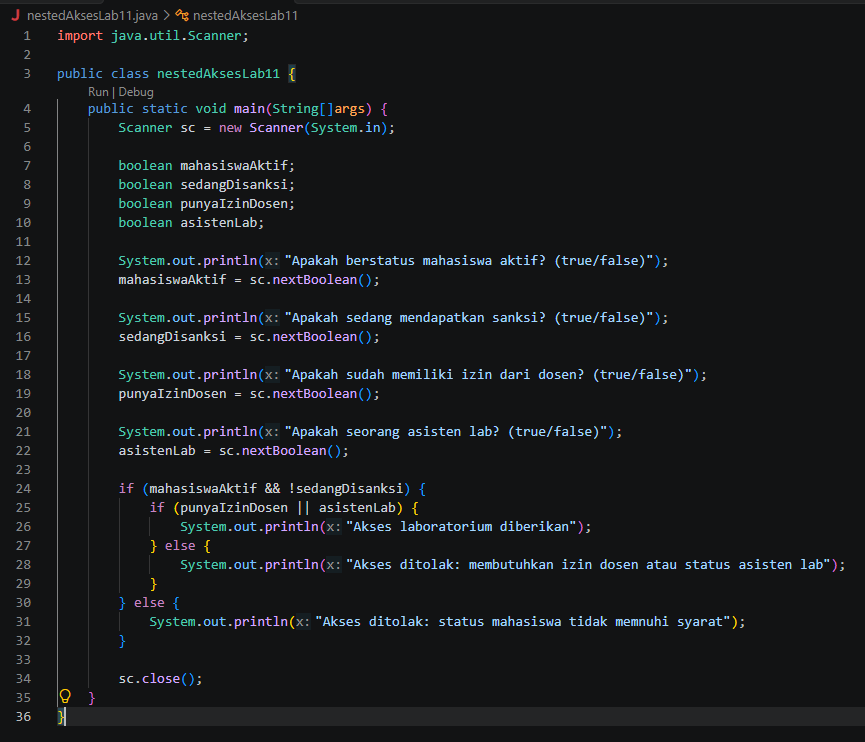 nestedAksesLab11.java > nestedAksesLab11
1 import java.util.Scanner;
2
3 public class nestedAksesLab11 {
Run | Debug
4 public static void main(String[]args) {
5 Scanner sc = new Scanner(System.in);
6
7 boolean mahasiswaAktif;
8 boolean sedangDisanksi;
9 boolean punyaIzinDosen;
10 boolean asistenLab;
11
12 System.out.println(x: "Apakah berstatus mahasiswa aktif? (true/false)");
13 mahasiswaAktif = sc.nextBoolean();
14
15 System.out.println(x: "Apakah sedang mendapatkan sanksi? (true/false)");
16 sedangDisanksi = sc.nextBoolean();
17
18 System.out.println(x: "Apakah sudah memiliki izin dari dosen? (true/false)");
19 punyaIzinDosen = sc.nextBoolean();
20
21 System.out.println(x: "Apakah seorang asisten lab? (true/false)");
22 asistenLab = sc.nextBoolean();
23
24 if (mahasiswaAktif && !sedangDisanksi) {
25 if (punyaIzinDosen || asistenLab) {
26 System.out.println(x: "Akses laboratorium diberikan");
27 } else {
28 System.out.println(x: "Akses ditolak: membutuhkan izin dosen atau status asisten lab");
29 }
30 } else {
31 System.out.println(x: "Akses ditolak: status mahasiswa tidak memnuhi syarat");
32 }
33
34 sc.close();
35 }
36 }